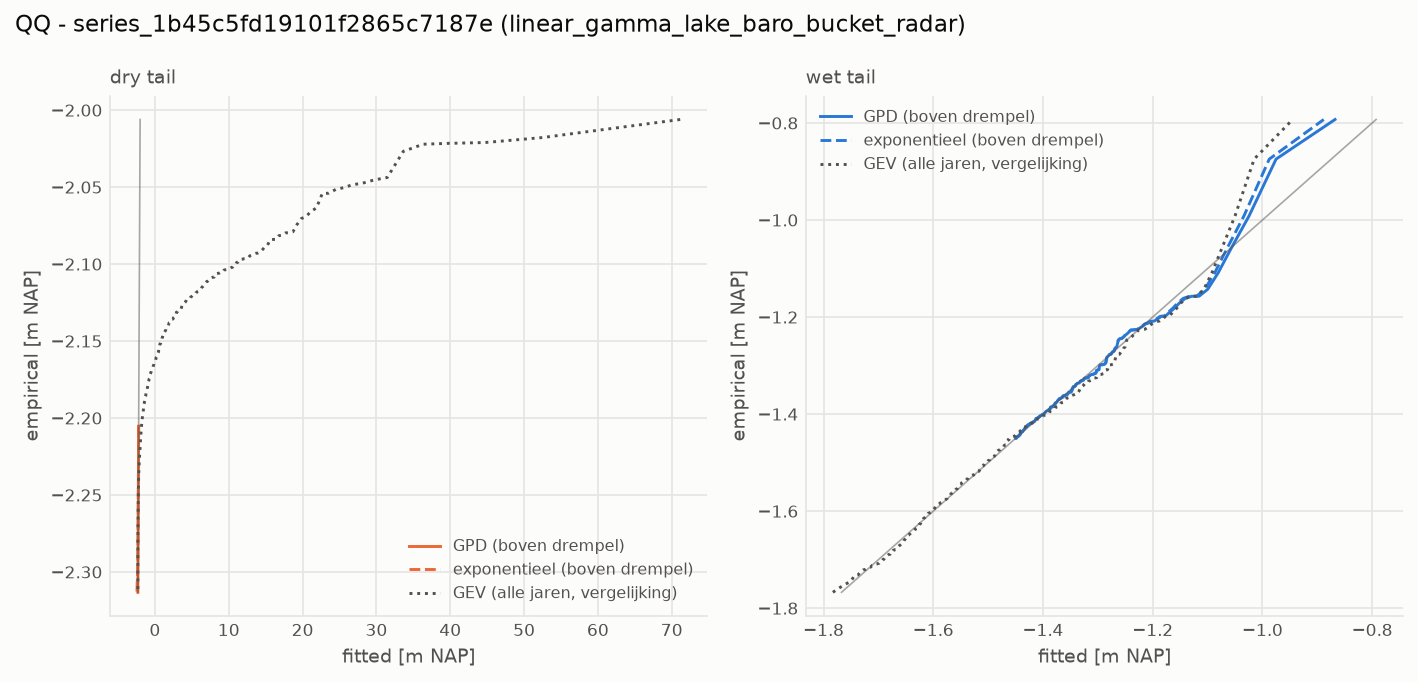 QQ - series_1b45c5fd19101f2865c7187e (linear_gamma_lake_baro_bucket_radar)
dry tail
empirical [m NAP]
−2.00
−2.05
−2.10
−2.15
−2.20
−2.25
−2.30
GPD (boven drempel)
exponentieel (boven drempel)
GEV (alle jaren, vergelijking)
0 10 20 30 40 50 60 70
fitted [m NAP]
wet tail
empirical [m NAP]
GPD (boven drempel)
exponentieel (boven drempel)
GEV (alle jaren, vergelijking)
−0.8
−1.0
−1.2
−1.4
−1.6
−1.8
−1.8 −1.6 −1.4 −1.2 −1.0 −0.8
fitted [m NAP]